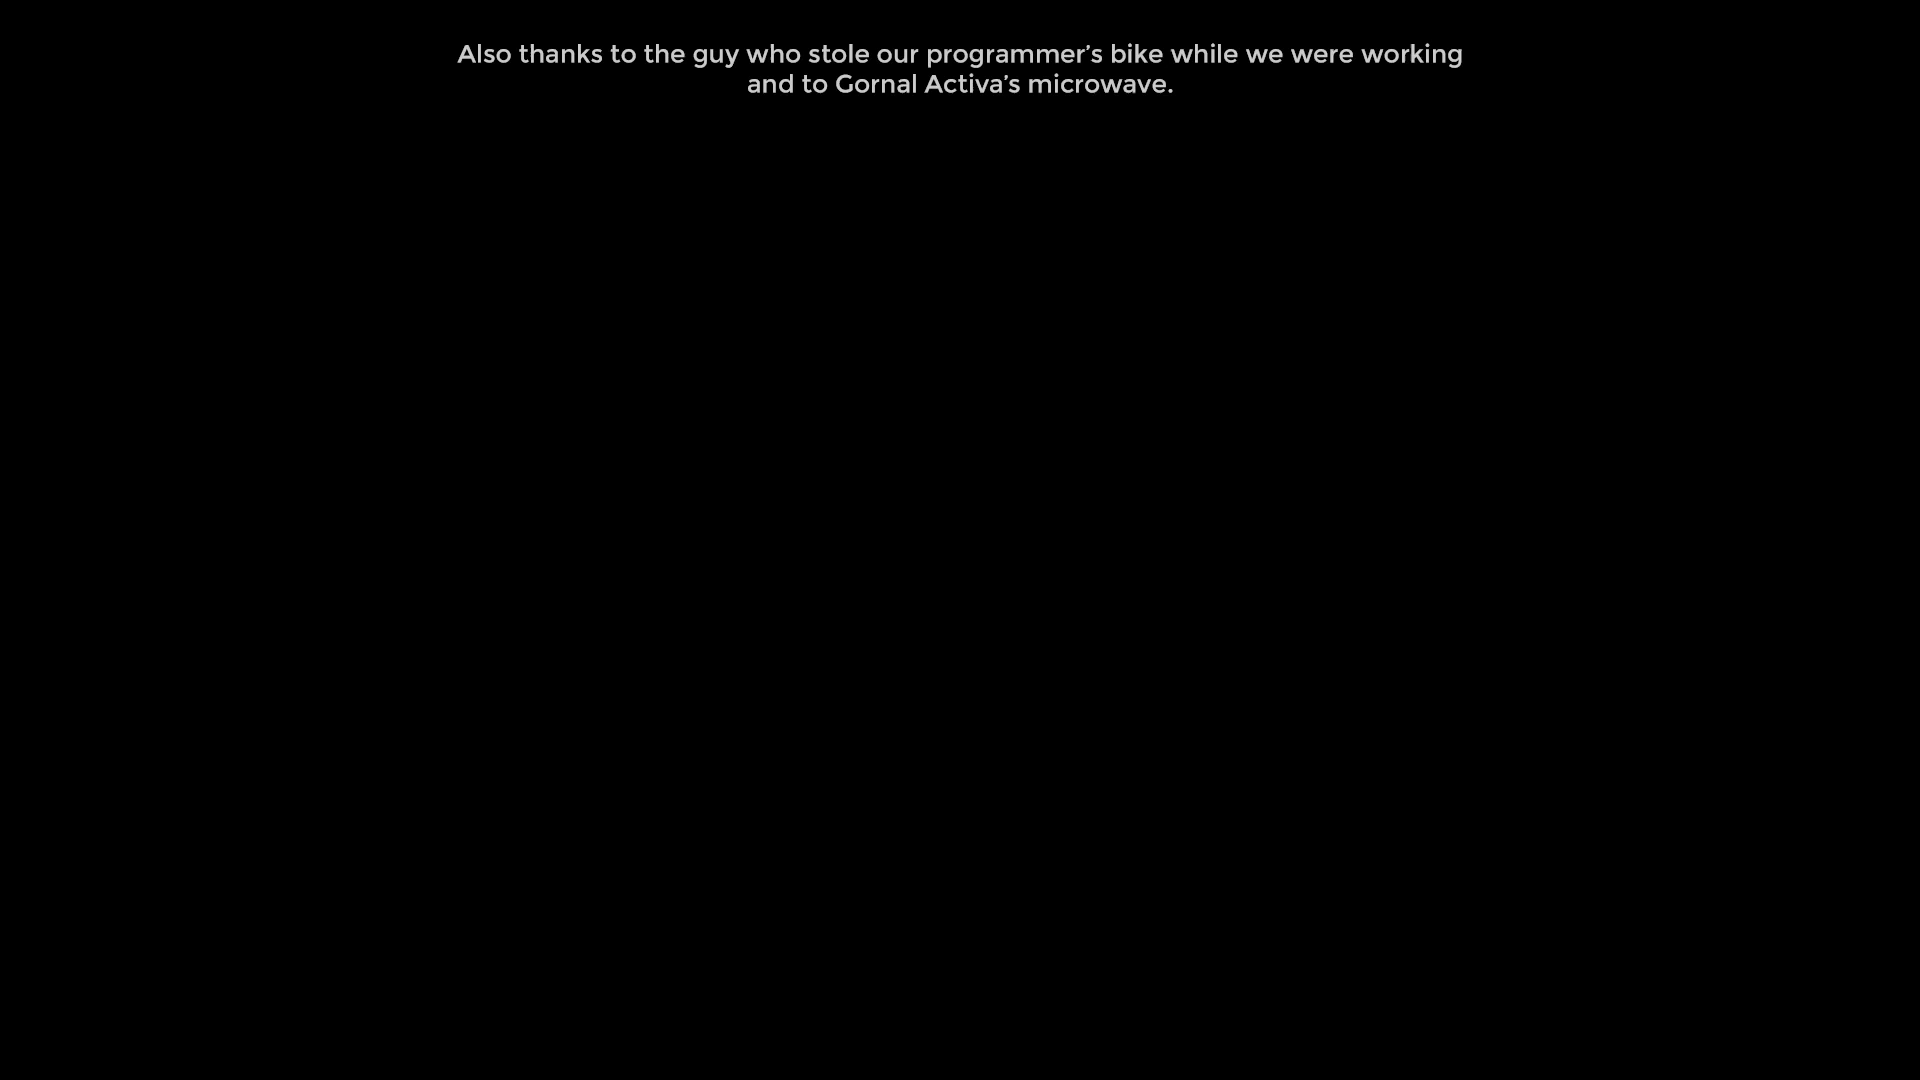 Also thanks to the guy who stole our programmer’s bike while we were working
and to Gornal Activa’s microwave.